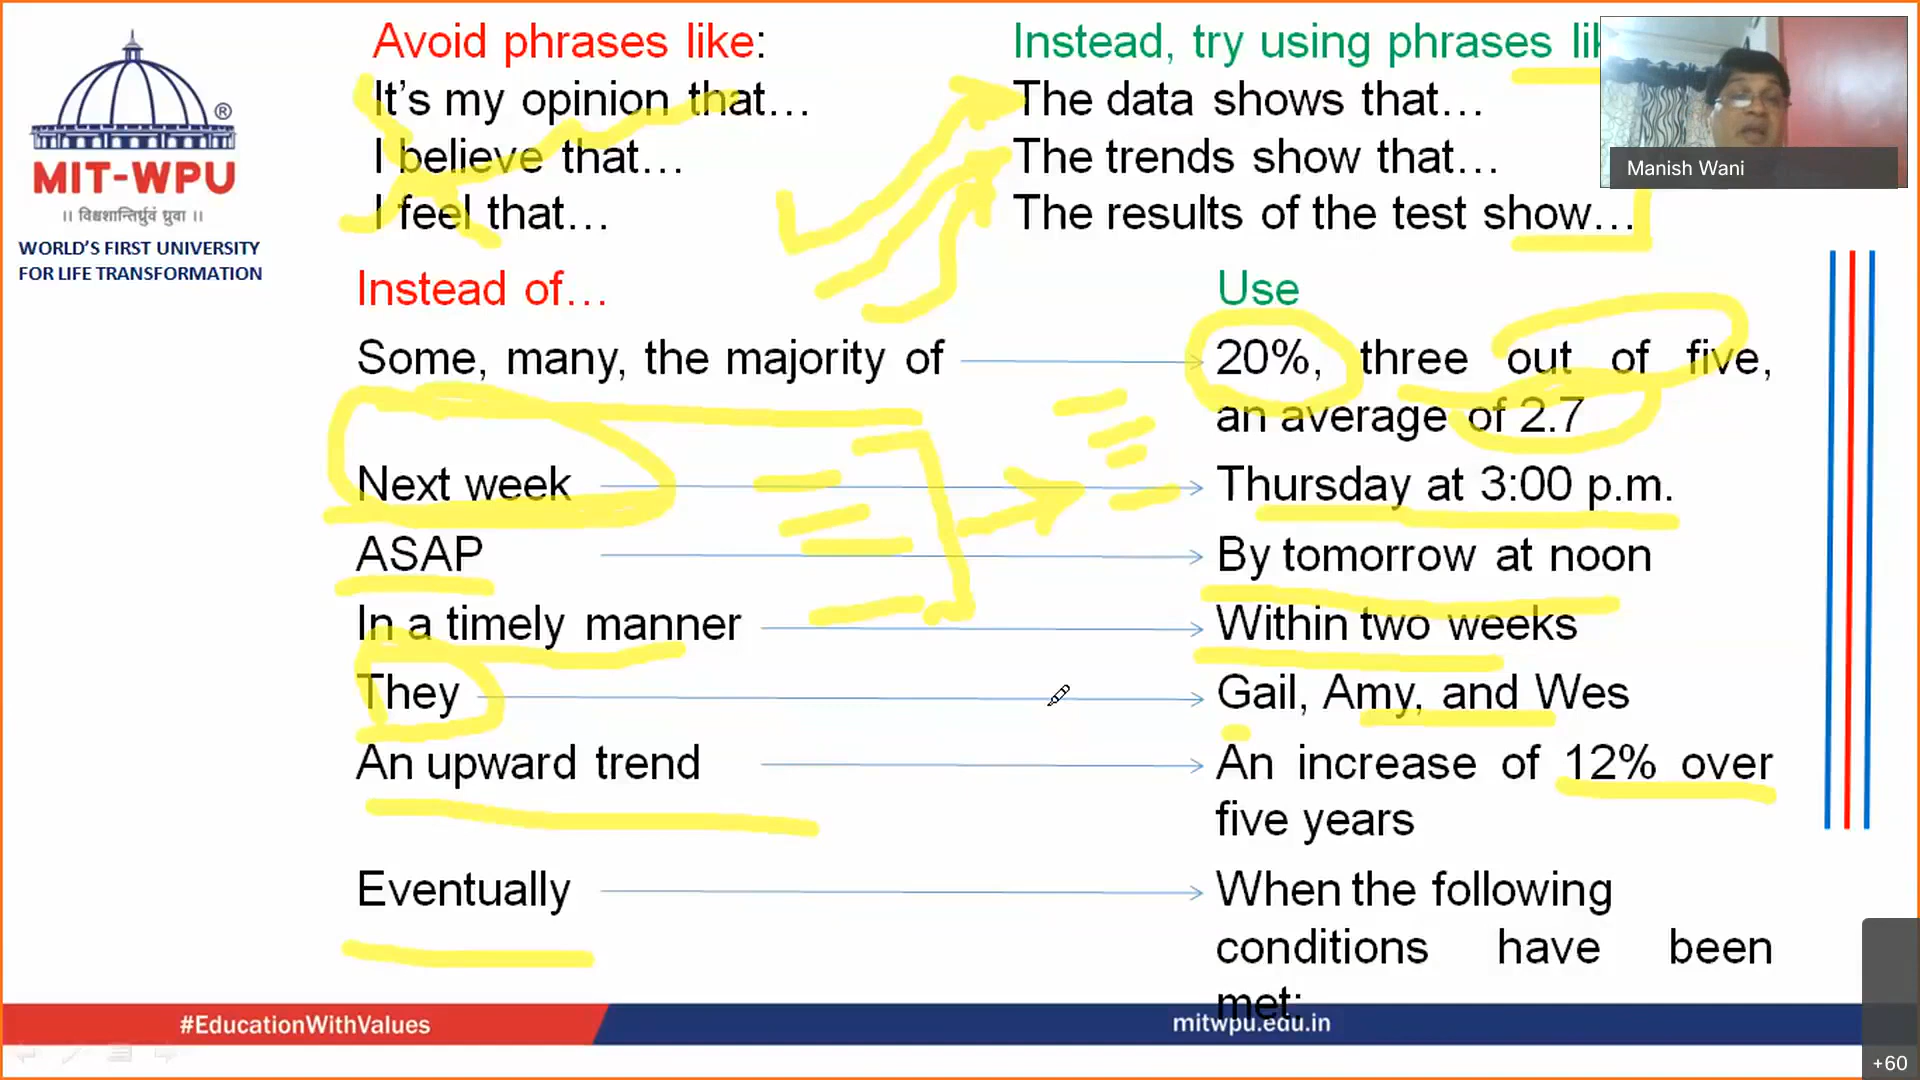 Avoid phrases like:
It's my opinion that…
I believe that…
I feel that…
Instead, try using phrases
The data shows that…
The trends show that…
The results of the test show…
®
MIT-WPU
।। विश्वशान्तिर्ध्रुवं ध्रुवा ।।
WORLD'S FIRST UNIVERSITY
FOR LIFE TRANSFORMATION
Manish Wani
Instead of…
Use
Some, many, the majority of
20%, three out of five,
an average of 2.7
Next week
Thursday at 3:00 p.m.
ASAP
By tomorrow at noon
In a timely manner
Within two weeks
They
Gail, Amy, and Wes
An upward trend
An increase of 12% over
five years
Eventually
When the following
conditions have been
met:
#EducationWithValues
mitwpu.edu.in
+60